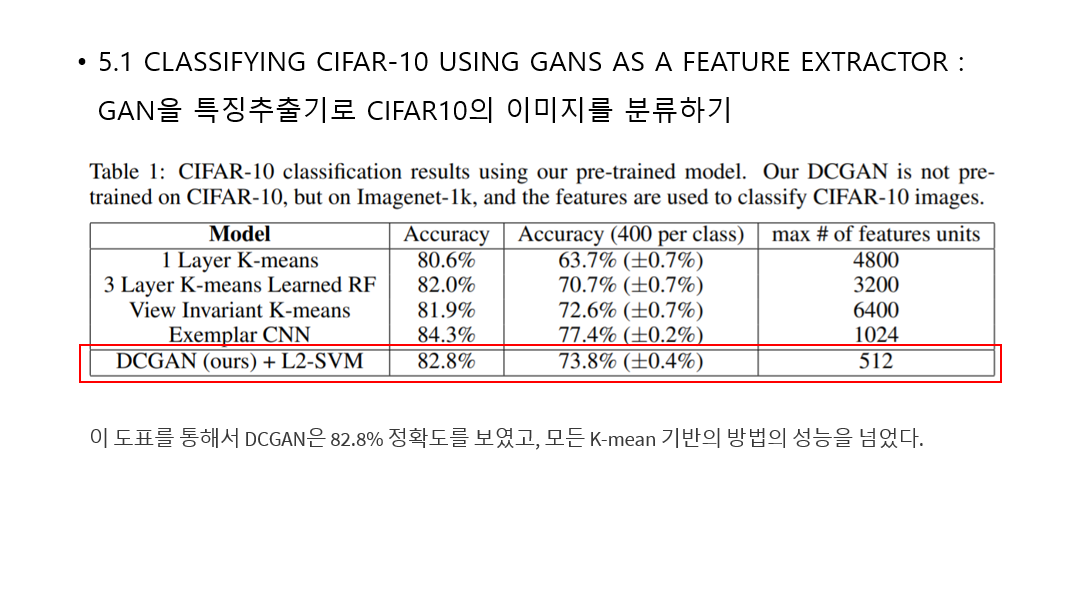 • 5.1 CLASSIFYING CIFAR-10 USING GANS AS A FEATURE EXTRACTOR :
GAN을 특징추출기로 CIFAR10의 이미지를 분류하기
Table 1: CIFAR-10 classification results using our pre-trained model. Our DCGAN is not pre-
trained on CIFAR-10, but on Imagenet-1k, and the features are used to classify CIFAR-10 images.
Model Accuracy Accuracy (400 per class) max # of features units
1 Layer K-means 80.6% 63.7% (±0.7%) 4800
3 Layer K-means Learned RF 82.0% 70.7% (±0.7%) 3200
View Invariant K-means 81.9% 72.6% (±0.7%) 6400
Exemplar CNN 84.3% 77.4% (±0.2%) 1024
DCGAN (ours) + L2-SVM 82.8% 73.8% (±0.4%) 512
이 도표를 통해서 DCGAN은 82.8% 정확도를 보였고, 모든 K-mean 기반의 방법의 성능을 넘었다.